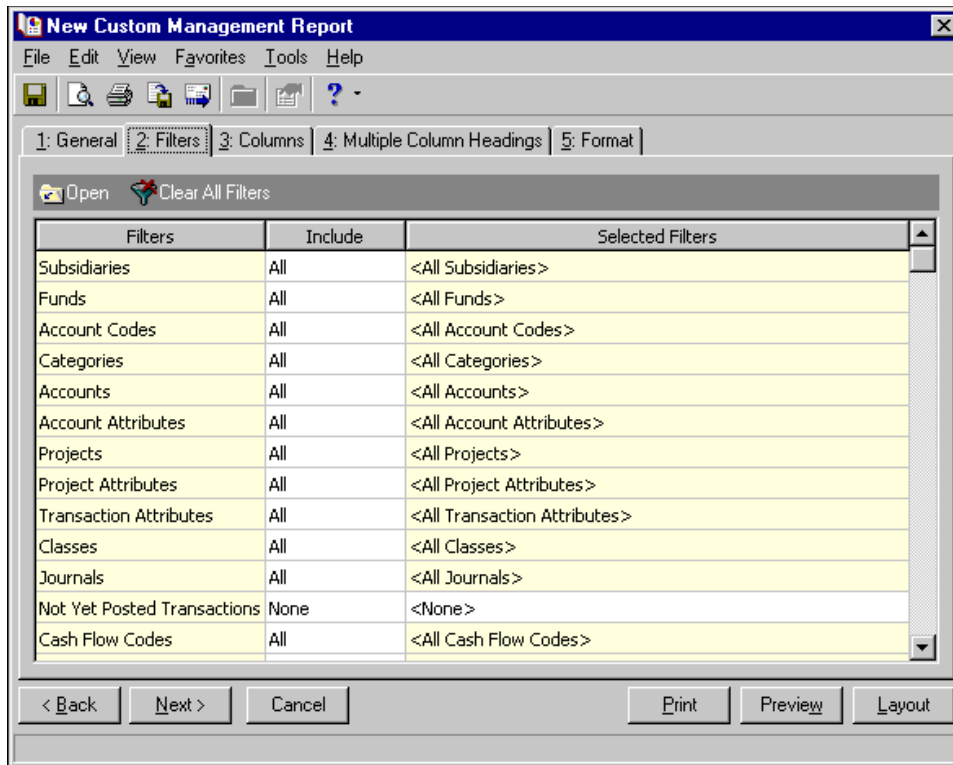 New Custom Management Report
File Edit View Favorites Tools Help
?
1: General 2: Filters 3: Columns 4: Multiple Column Headings 5: Format
Open Clear All Filters
Filters Include Selected Filters
Subsidiaries All <All Subsidiaries>
Funds All <All Funds>
Account Codes All <All Account Codes>
Categories All <All Categories>
Accounts All <All Accounts>
Account Attributes All <All Account Attributes>
Projects All <All Projects>
Project Attributes All <All Project Attributes>
Transaction Attributes All <All Transaction Attributes>
Classes All <All Classes>
Journals All <All Journals>
Not Yet Posted Transactions None <None>
Cash Flow Codes All <All Cash Flow Codes>
< Back Next > Cancel Print Preview Layout